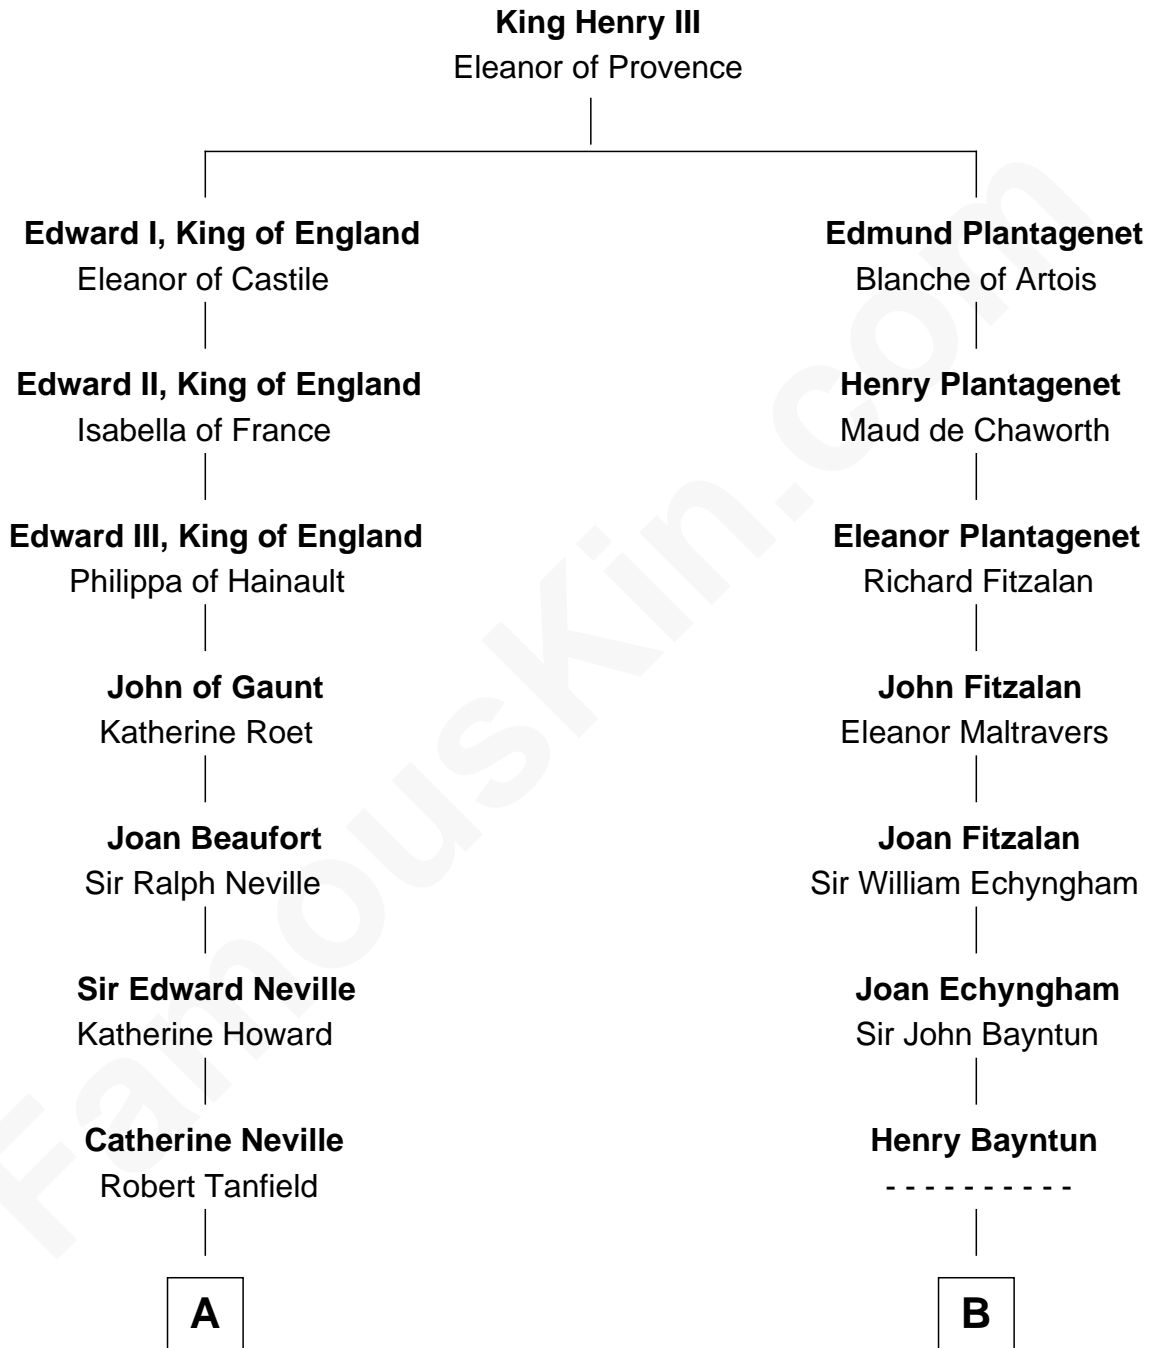 King Henry III
Eleanor of Provence
Edward I, King of England
Eleanor of Castile
Edward II, King of England
Isabella of France
Edward III, King of England
Philippa of Hainault
John of Gaunt
Katherine Roet
Joan Beaufort
Sir Ralph Neville
Sir Edward Neville
Katherine Howard
Catherine Neville
Robert Tanfield
A
Edmund Plantagenet
Blanche of Artois
Henry Plantagenet
Maud de Chaworth
Eleanor Plantagenet
Richard Fitzalan
John Fitzalan
Eleanor Maltravers
Joan Fitzalan
Sir William Echyngham
Joan Echyngham
Sir John Bayntun
Henry Bayntun
- - - - - - - - - -
B
FamousKin.com